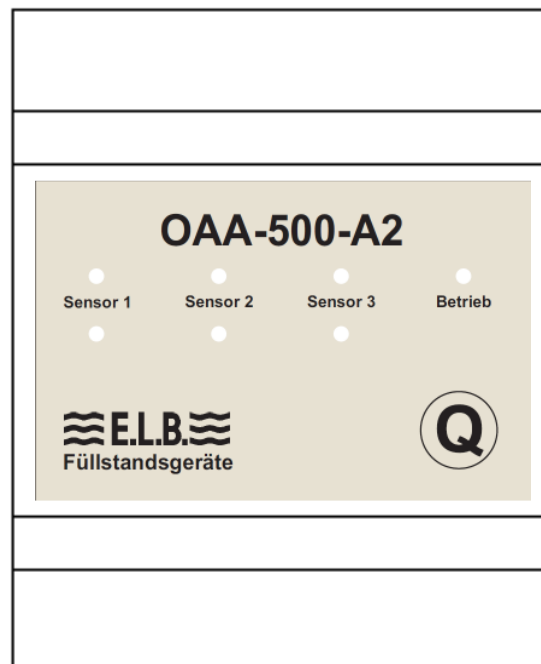 OAA-500-A2
Sensor 1 Sensor 2 Sensor 3 Betrieb
E.L.B.
Füllstandsgeräte
Q